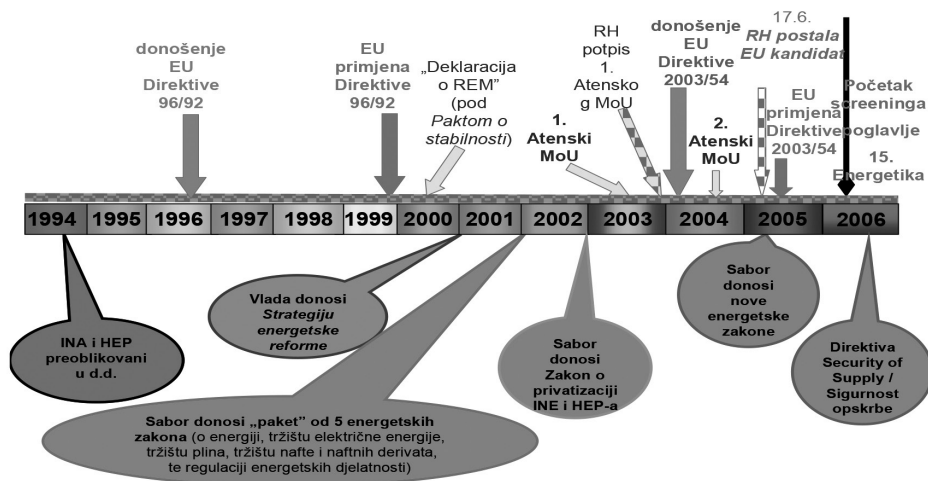 donošenje
EU
Direktive
96/92
EU
primjena
Direktive
96/92
„Deklaracija
o REM”
(pod
Paktom o
stabilnosti)
1.
Atenski
MoU
RH
potpis
1.
Atensko
g MoU
donošenje
EU
Direktive
2003/54
2.
Atenski
MoU
17.6.
RH postala
EU kandidat
EU
primjena
Direktive
2003/54
Početak
screeninga
poglavlje
15.
Energetika
1994 1995 1996 1997 1998 1999 2000 2001 2002 2003 2004 2005 2006
INA i HEP
preoblikovani
u d.d.
Vlada donosi
Strategiju
energetske
reforme
Sabor donosi „paket” od 5 energetskih
zakona (o energiji, tržištu električne energije,
tržištu plina, tržištu nafte i naftnih derivata,
te regulaciji energetskih djelatnosti)
Sabor
donosi
Zakon o
privatizaciji
INE i HEP-a
Sabor
donosi
nove
energetske
zakone
Direktiva
Security of
Supply /
Sigurnost
opskrbe